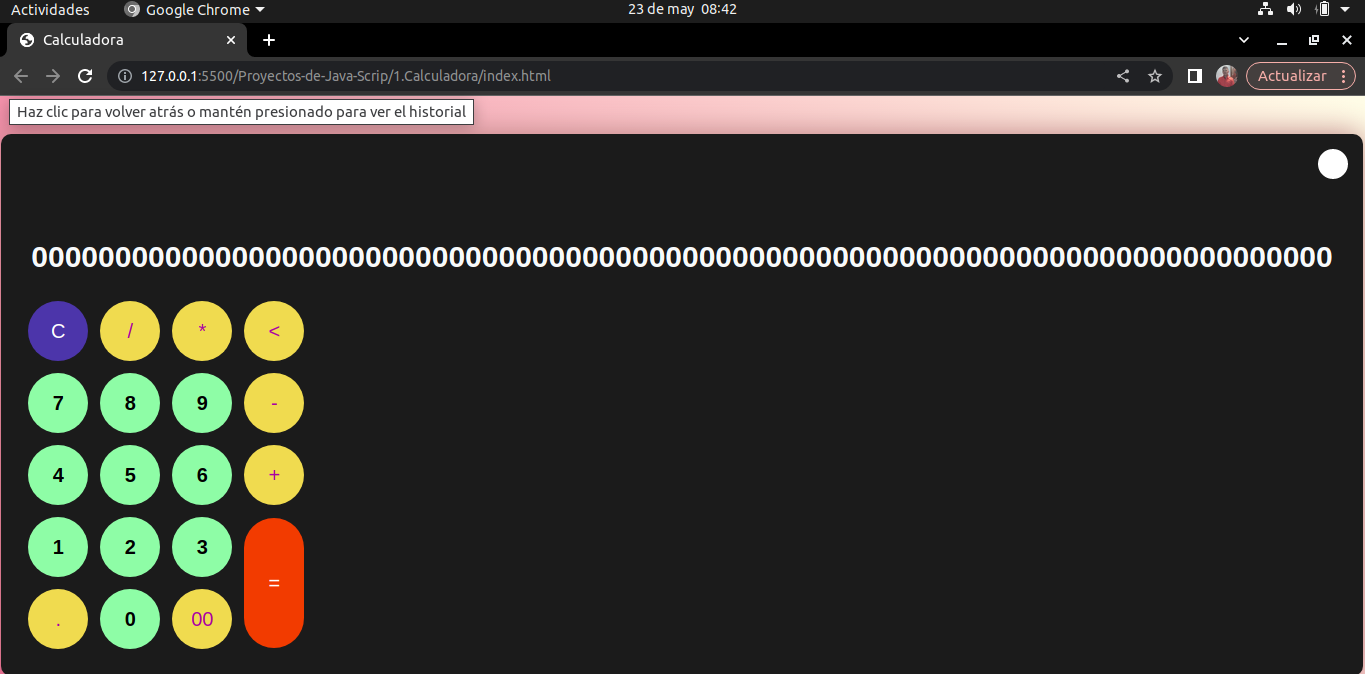 Actividades Google Chrome 23 de may 08:42
Calculadora
127.0.0.1:5500/Proyectos-de-Java-Scrip/1.Calculadora/index.html Actualizar
Haz clic para volver atrás o mantén presionado para ver el historial
000000000000000000000000000000000000000000000000000000000000000000000000000000
C / * <
7 8 9 -
4 5 6 +
1 2 3
=
. 0 00